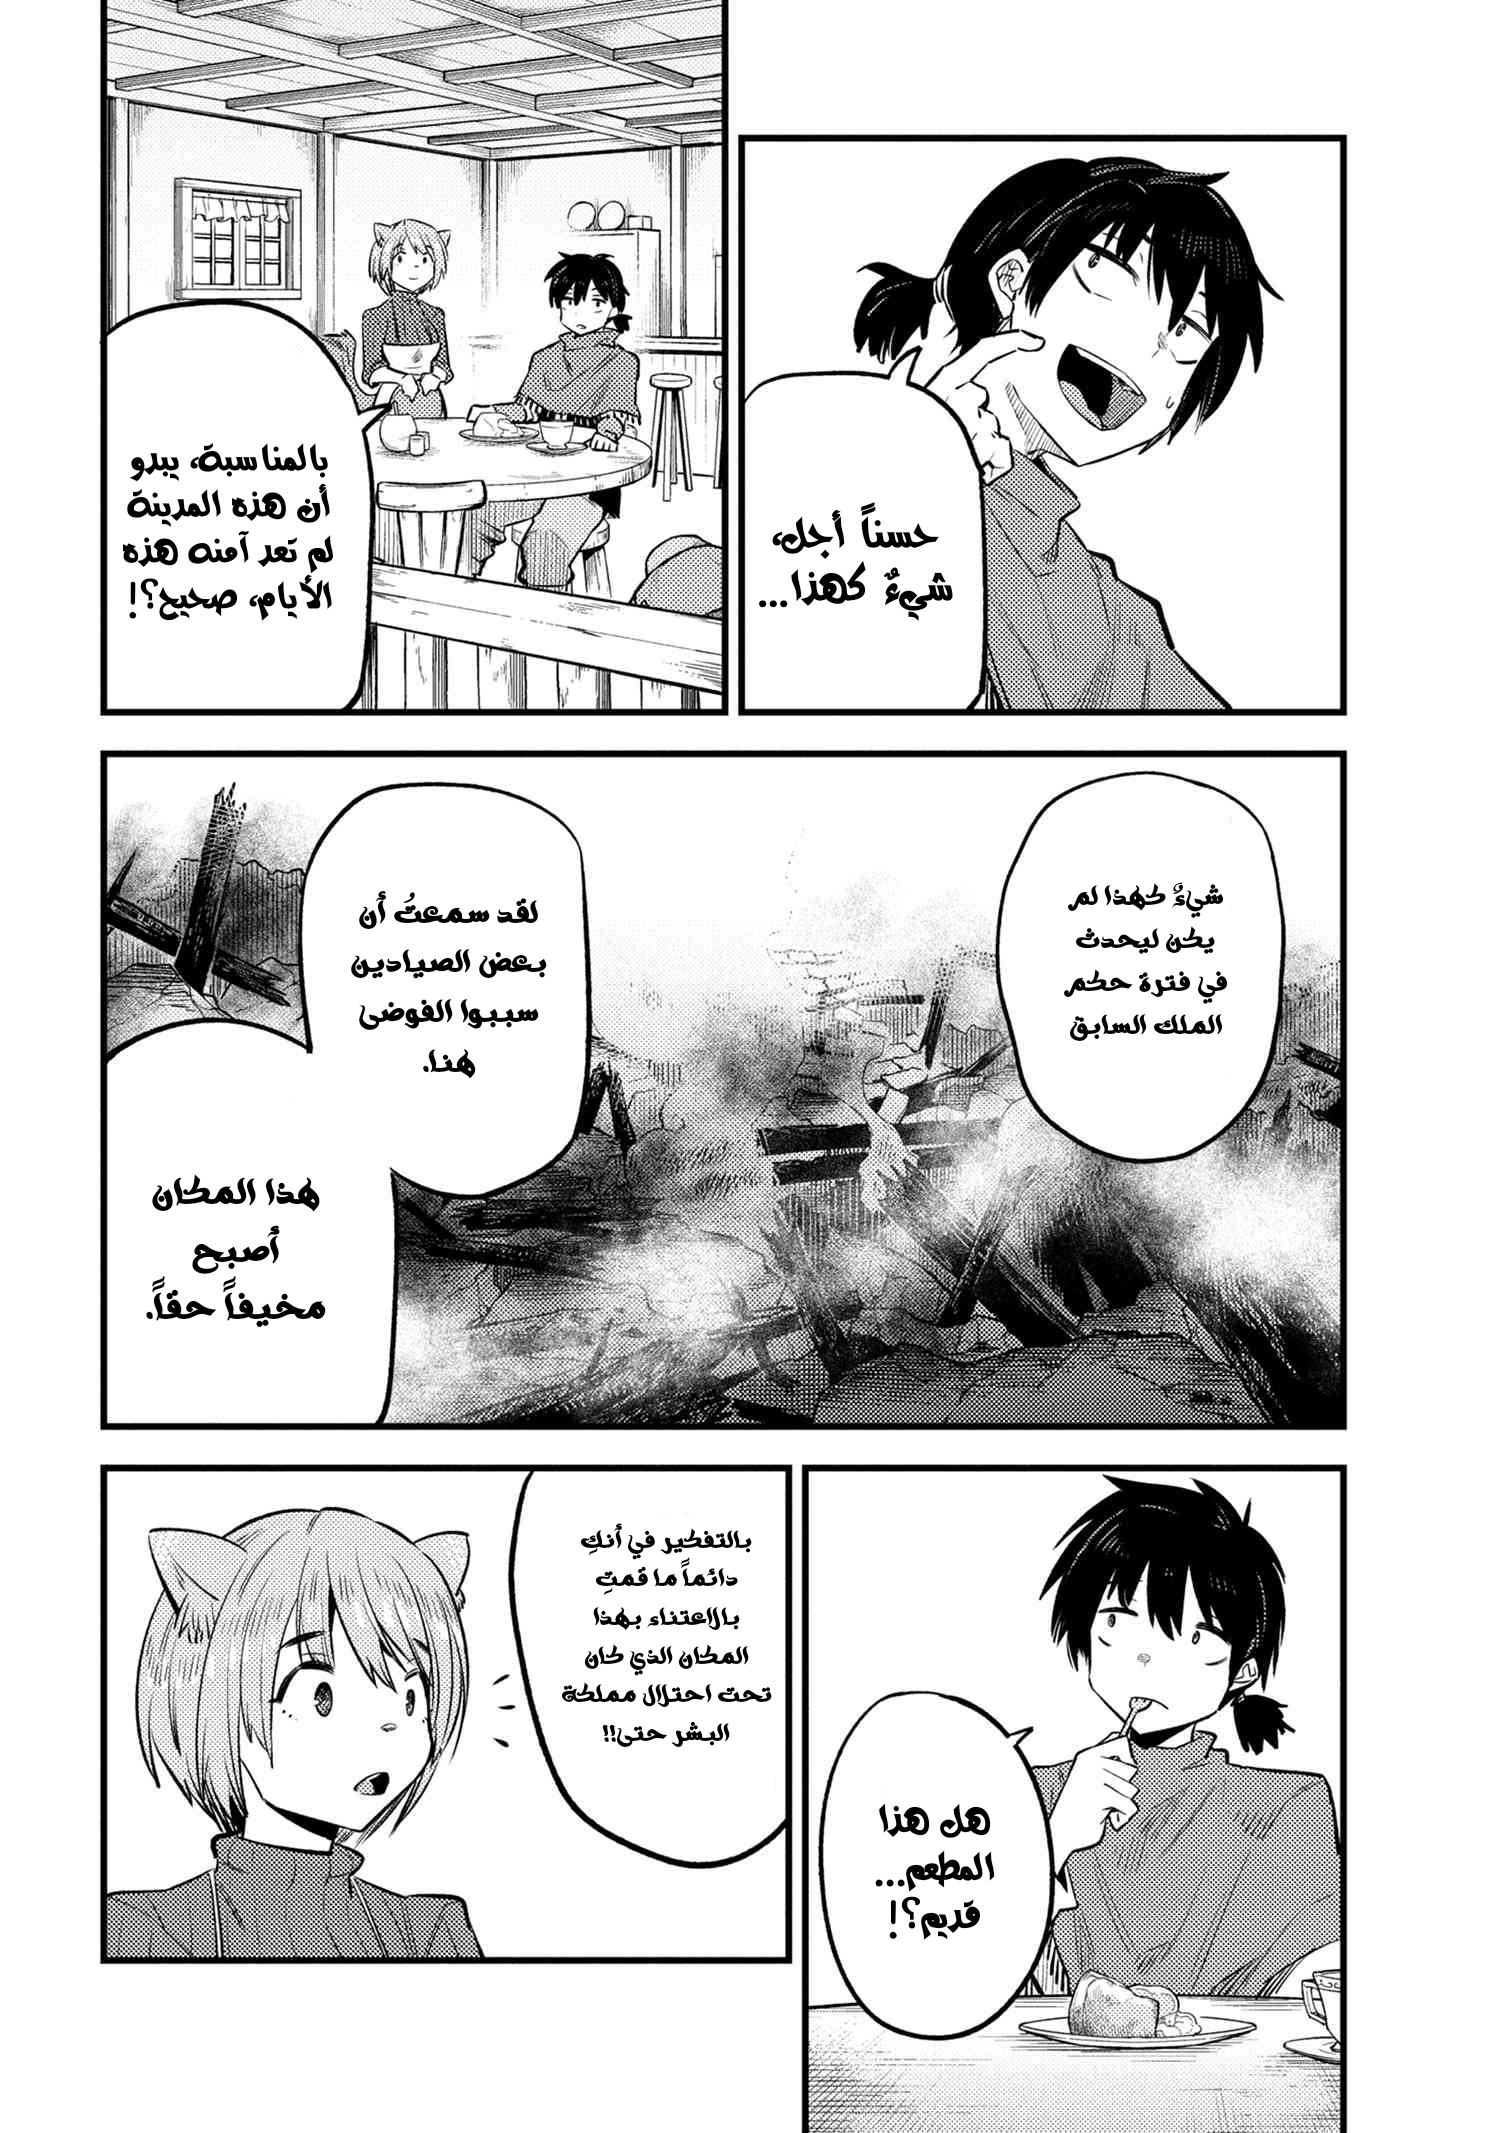 حسناً أجل،
شيءٌ كهذا...
بالمناسبة، يبدو
أن هذه المدينة
لم تعد آمنه هذه
الأيام، صحيح؟!
شيءٌ كهذا لم
يكن ليحدث
في فترة حكم
الملك السابق
لقد سمعتُ أن
بعض الصيادين
سببوا الفوضى
هنا.
هذا المكان
أصبح
مخيفاً حقاً.
هل هذا
المطعم...
قديم؟!
بالتفكير في أنكِ
دائماً ما قمتِ
بالاعتناء بهذا
المكان الذي كان
تحت احتلال مملكة
البشر حتى!!